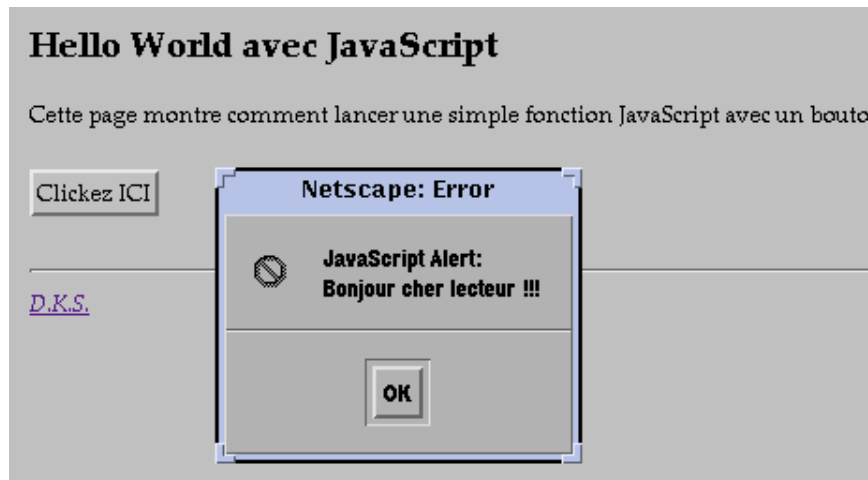 Hello World avec JavaScript
Cette page montre comment lancer une simple fonction JavaScript avec un bouto
Clickez ICI
Netscape: Error
JavaScript Alert:
Bonjour cher lecteur !!!
D.K.S.
OK